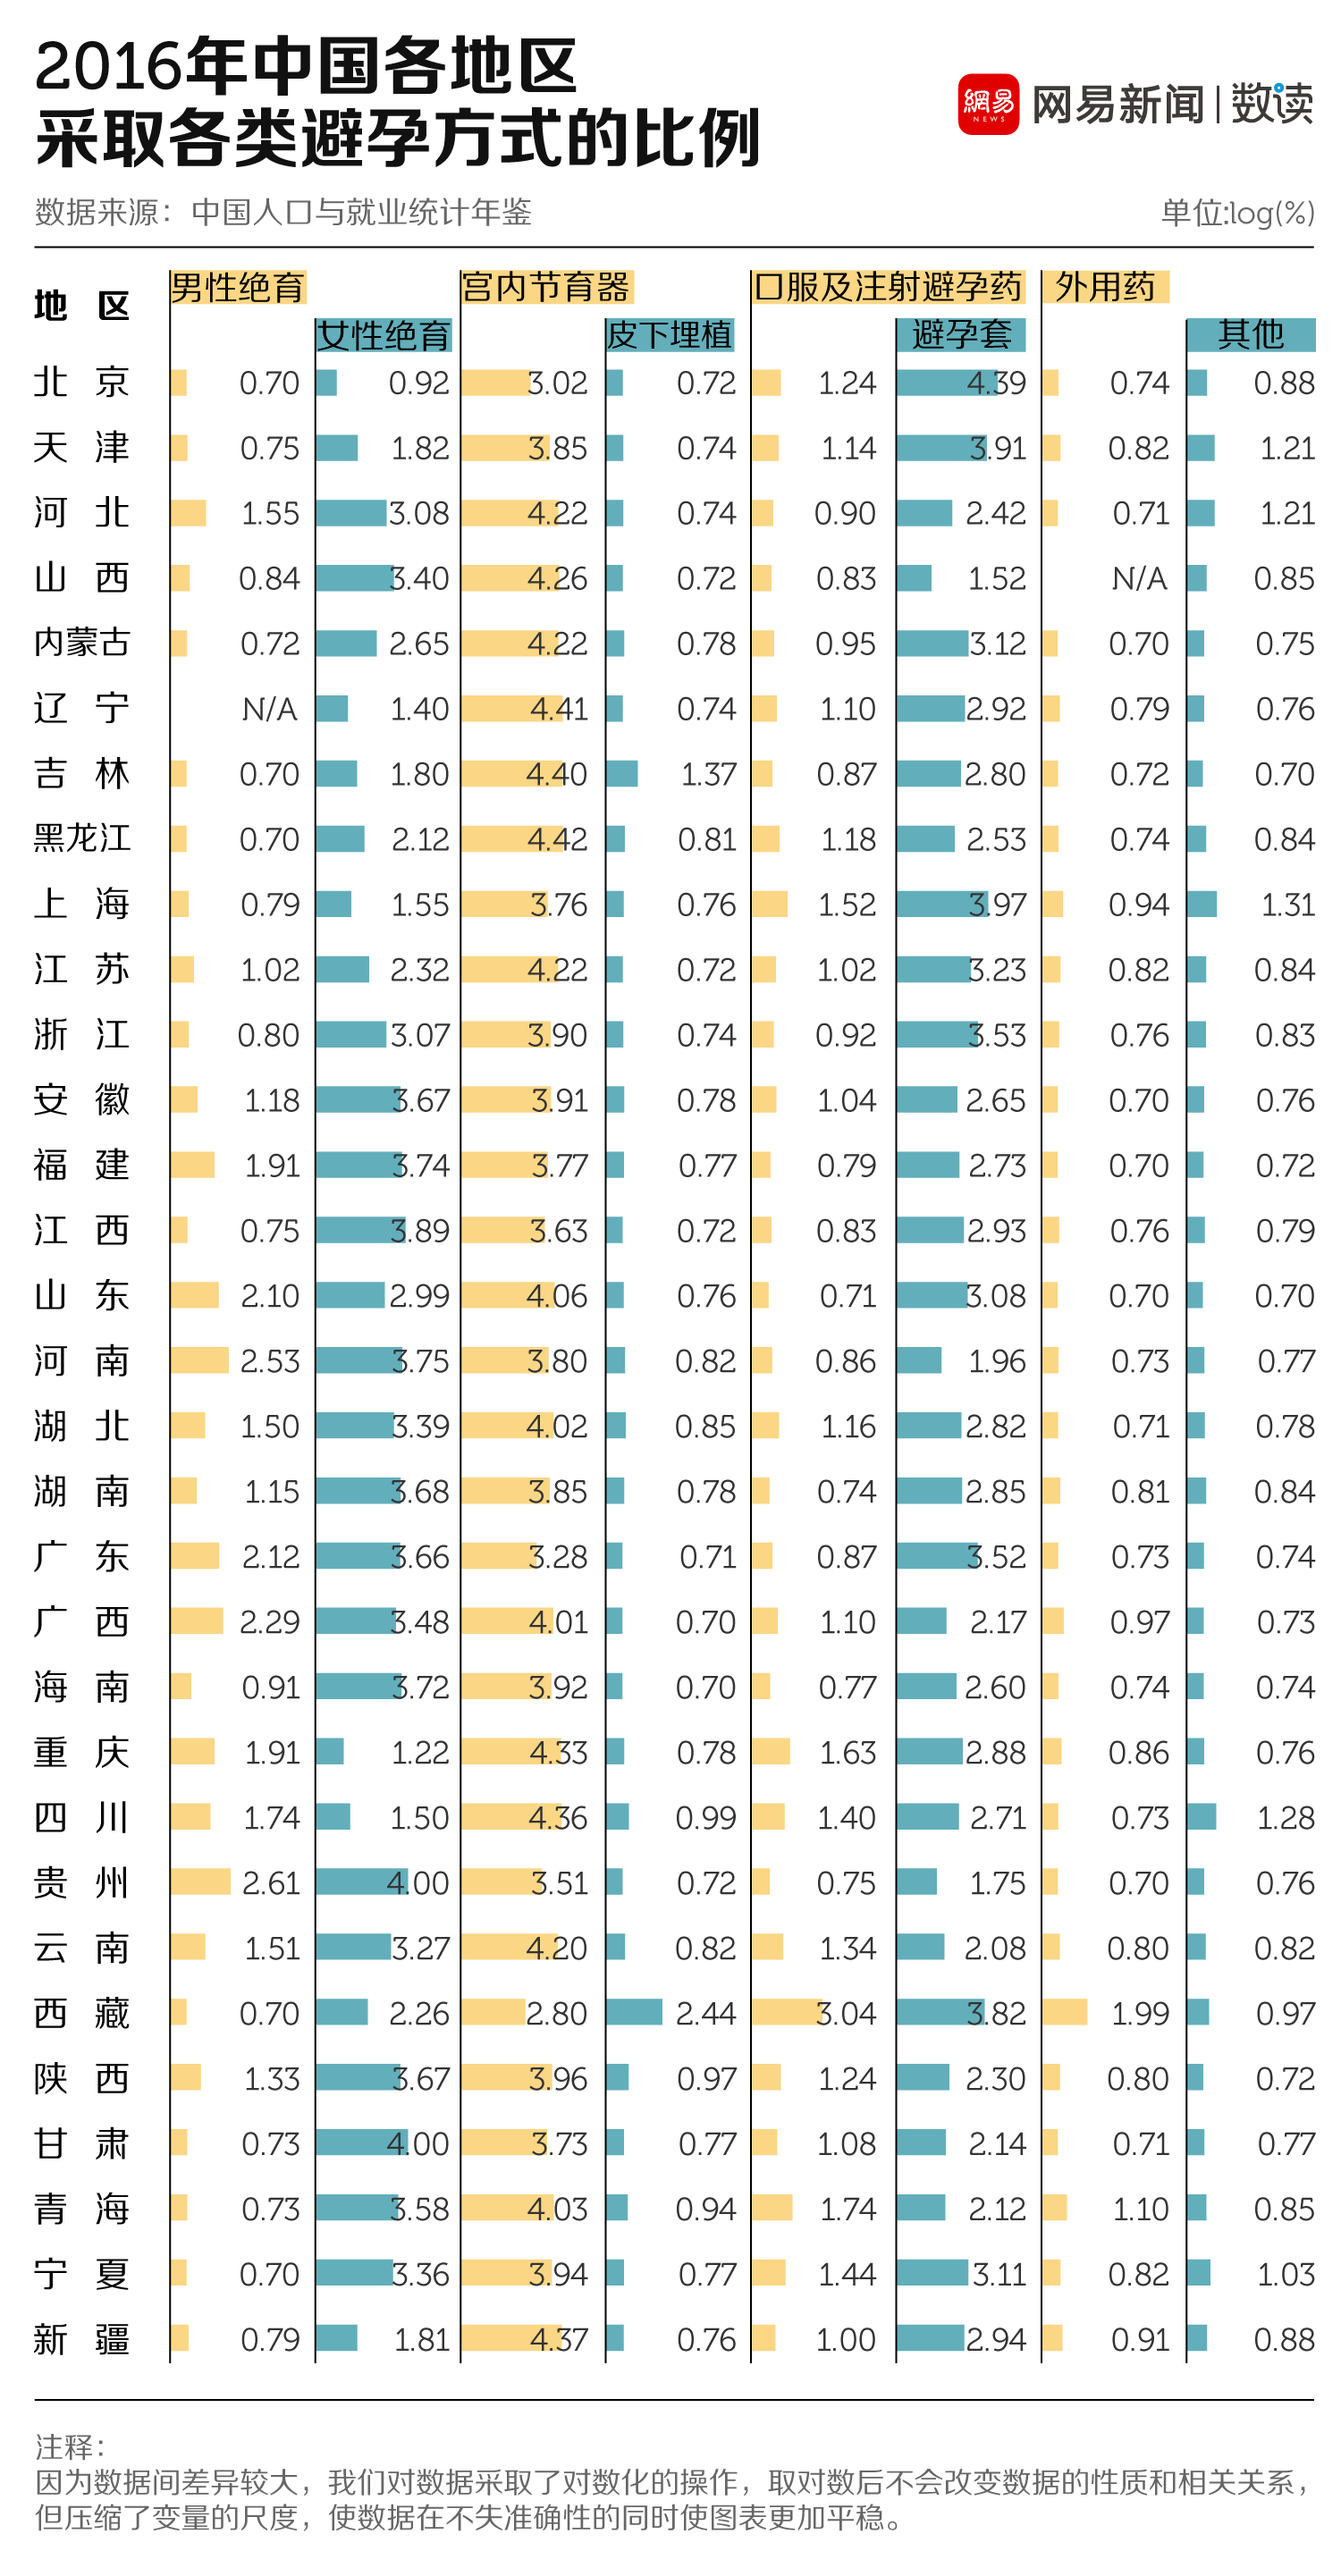 2016年中国各地区
采取各类避孕方式的比例
網易 NEWS 网易新闻 | 数读
数据来源：中国人口与就业统计年鉴 单位:log(%)
地 区 男性绝育 宫内节育器 口服及注射避孕药 外用药
女性绝育 皮下埋植 避孕套 其他
北 京 0.70 0.92 3.02 0.72 1.24 4.39 0.74 0.88
天 津 0.75 1.82 3.85 0.74 1.14 3.91 0.82 1.21
河 北 1.55 3.08 4.22 0.74 0.90 2.42 0.71 1.21
山 西 0.84 3.40 4.26 0.72 0.83 1.52 N/A 0.85
内蒙古 0.72 2.65 4.22 0.78 0.95 3.12 0.70 0.75
辽 宁 N/A 1.40 4.41 0.74 1.10 2.92 0.79 0.76
吉 林 0.70 1.80 4.40 1.37 0.87 2.80 0.72 0.70
黑龙江 0.70 2.12 4.42 0.81 1.18 2.53 0.74 0.84
上 海 0.79 1.55 3.76 0.76 1.52 3.97 0.94 1.31
江 苏 1.02 2.32 4.22 0.72 1.02 3.23 0.82 0.84
浙 江 0.80 3.07 3.90 0.74 0.92 3.53 0.76 0.83
安 徽 1.18 3.67 3.91 0.78 1.04 2.65 0.70 0.76
福 建 1.91 3.74 3.77 0.77 0.79 2.73 0.70 0.72
江 西 0.75 3.89 3.63 0.72 0.83 2.93 0.76 0.79
山 东 2.10 2.99 4.06 0.76 0.71 3.08 0.70 0.70
河 南 2.53 3.75 3.80 0.82 0.86 1.96 0.73 0.77
湖 北 1.50 3.39 4.02 0.85 1.16 2.82 0.71 0.78
湖 南 1.15 3.68 3.85 0.78 0.74 2.85 0.81 0.84
广 东 2.12 3.66 3.28 0.71 0.87 3.52 0.73 0.74
广 西 2.29 3.48 4.01 0.70 1.10 2.17 0.97 0.73
海 南 0.91 3.72 3.92 0.70 0.77 2.60 0.74 0.74
重 庆 1.91 1.22 4.33 0.78 1.63 2.88 0.86 0.76
四 川 1.74 1.50 4.36 0.99 1.40 2.71 0.73 1.28
贵 州 2.61 4.00 3.51 0.72 0.75 1.75 0.70 0.76
云 南 1.51 3.27 4.20 0.82 1.34 2.08 0.80 0.82
西 藏 0.70 2.26 2.80 2.44 3.04 3.82 1.99 0.97
陕 西 1.33 3.67 3.96 0.97 1.24 2.30 0.80 0.72
甘 肃 0.73 4.00 3.73 0.77 1.08 2.14 0.71 0.77
青 海 0.73 3.58 4.03 0.94 1.74 2.12 1.10 0.85
宁 夏 0.70 3.36 3.94 0.77 1.44 3.11 0.82 1.03
新 疆 0.79 1.81 4.37 0.76 1.00 2.94 0.91 0.88
注释：
因为数据间差异较大，我们对数据采取了对数化的操作，取对数后不会改变数据的性质和相关关系，
但压缩了变量的尺度，使数据在不失准确性的同时使图表更加平稳。